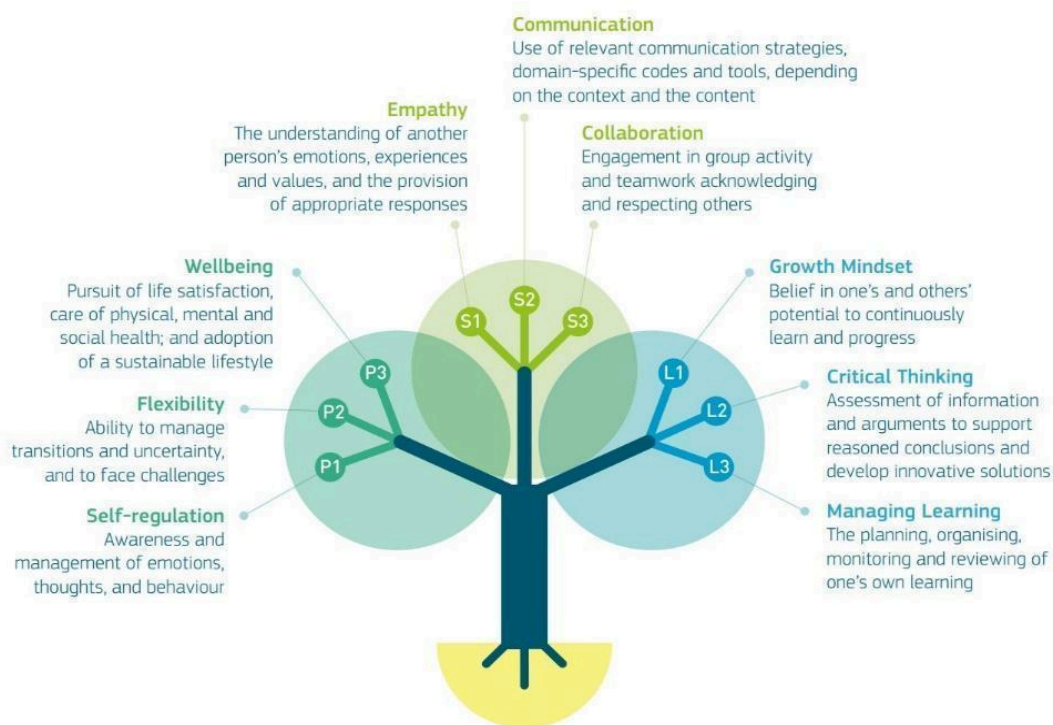 Communication
Use of relevant communication strategies,
domain-specific codes and tools, depending
on the context and the content
Empathy
The understanding of another
person's emotions, experiences
and values, and the provision
of appropriate responses
Collaboration
Engagement in group activity
and teamwork acknowledging
and respecting others
Wellbeing
Pursuit of life satisfaction,
care of physical, mental and
social health; and adoption
of a sustainable lifestyle
Flexibility
Ability to manage
transitions and uncertainty,
and to face challenges
Self-regulation
Awareness and
management of emotions,
thoughts, and behaviour
P3
P2
P1
S1
S2
S3
L1
L2
L3
Growth Mindset
Belief in one's and others'
potential to continuously
learn and progress
Critical Thinking
Assessment of information
and arguments to support
reasoned conclusions and
develop innovative solutions
Managing Learning
The planning, organising,
monitoring and reviewing of
one's own learning